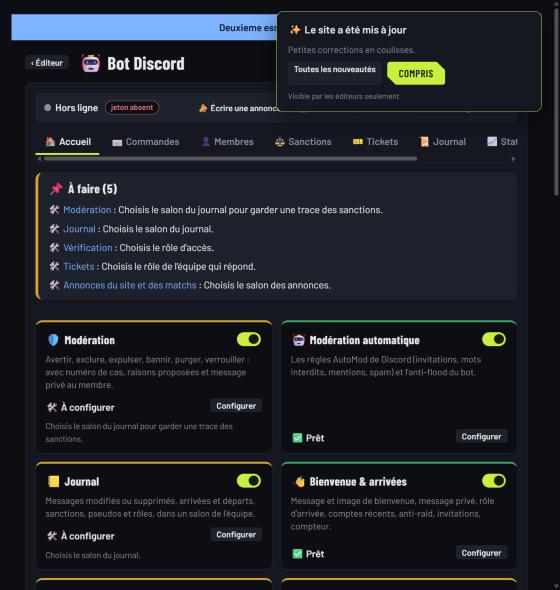 Deuxieme ess
✨ Le site a été mis à jour
Petites corrections en coulisses.
Toutes les nouveautés
COMPRIS
Visible par les éditeurs seulement
‹ Éditeur
Bot Discord
Hors ligne
jeton absent
Écrire une annonc
Accueil
Commandes
Membres
Sanctions
Tickets
Journal
Stat
À faire (5)
Modération : Choisis le salon du journal pour garder une trace des sanctions.
Journal : Choisis le salon du journal.
Vérification : Choisis le rôle d'accès.
Tickets : Choisis le rôle de l'équipe qui répond.
Annonces du site et des matchs : Choisis le salon des annonces.
Modération
Avertir, exclure, expulser, bannir, purger, verrouiller :
avec numéro de cas, raisons proposées et message
privé au membre.
À configurer
Configurer
Choisis le salon du journal pour garder une trace des
sanctions.
Modération automatique
Les règles AutoMod de Discord (invitations, mots
interdits, mentions, spam) et l'anti-flood du bot.
Prêt
Configurer
Journal
Messages modifiés ou supprimés, arrivées et départs,
sanctions, pseudos et rôles, dans un salon de l'équipe.
À configurer
Configurer
Choisis le salon du journal.
Bienvenue & arrivées
Message et image de bienvenue, message privé, rôle
d'arrivée, comptes récents, anti-raid, invitations,
compteur.
Prêt
Configurer